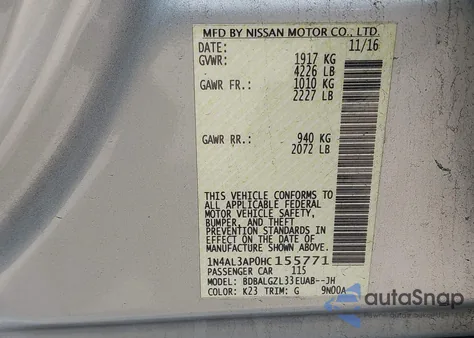 MFD BY NISSAN MOTOR CO., LTD.
DATE: 11/16
GVWR: 1917 KG
4226 LB
GAWR FR.: 1010 KG
2227 LB
GAWR RR.: 940 KG
2072 LB
THIS VEHICLE CONFORMS TO
ALL APPLICABLE FEDERAL
MOTOR VEHICLE SAFETY,
BUMPER, AND THEFT
PREVENTION STANDARDS IN
EFFECT ON THE DATE OF
MANUFACTURE SHOWN ABOVE.
1N4AL3AP0HC155771
PASSENGER CAR 115
MODEL: BDBALGZL33EUAB--JH
COLOR: K23 TRIM: G 9N00A
autoSnap